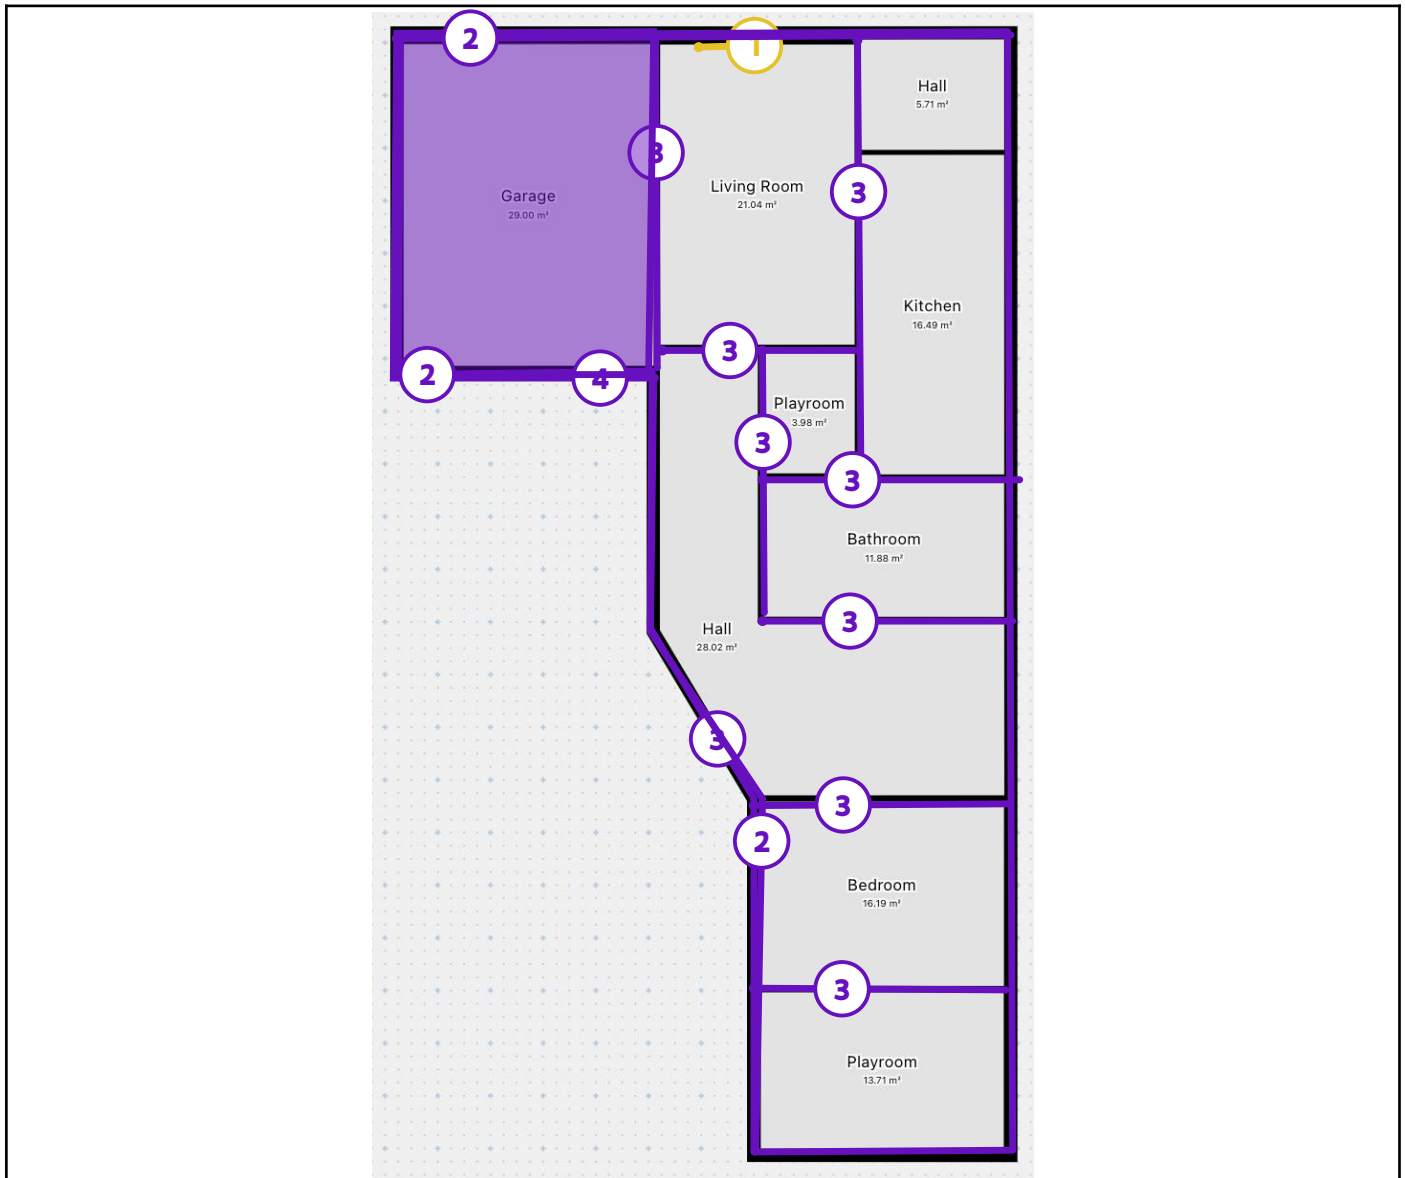 2
1
Hall
5.71 m²
3
Living Room
21.04 m²
3
Garage
29.00 m²
Kitchen
16.49 m²
3
2
4
Playroom
3.98 m²
3
3
Bathroom
11.88 m²
3
Hall
28.02 m²
3
3
2
Bedroom
16.19 m²
3
Playroom
13.71 m²